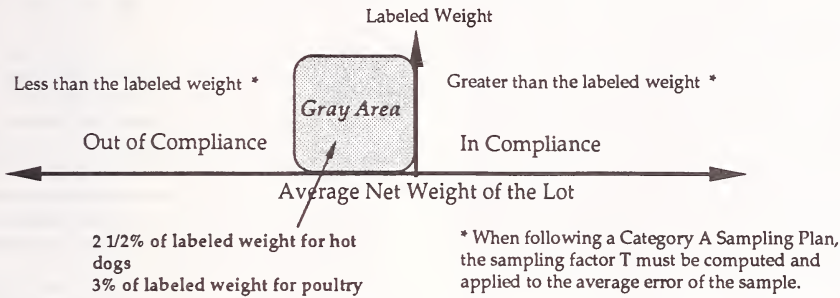 Labeled Weight
Less than the labeled weight *
Greater than the labeled weight *
Gray Area
Out of Compliance
In Compliance
Average Net Weight of the Lot
2 1/2% of labeled weight for hot
dogs
3% of labeled weight for poultry
* When following a Category A Sampling Plan,
the sampling factor T must be computed and
applied to the average error of the sample.